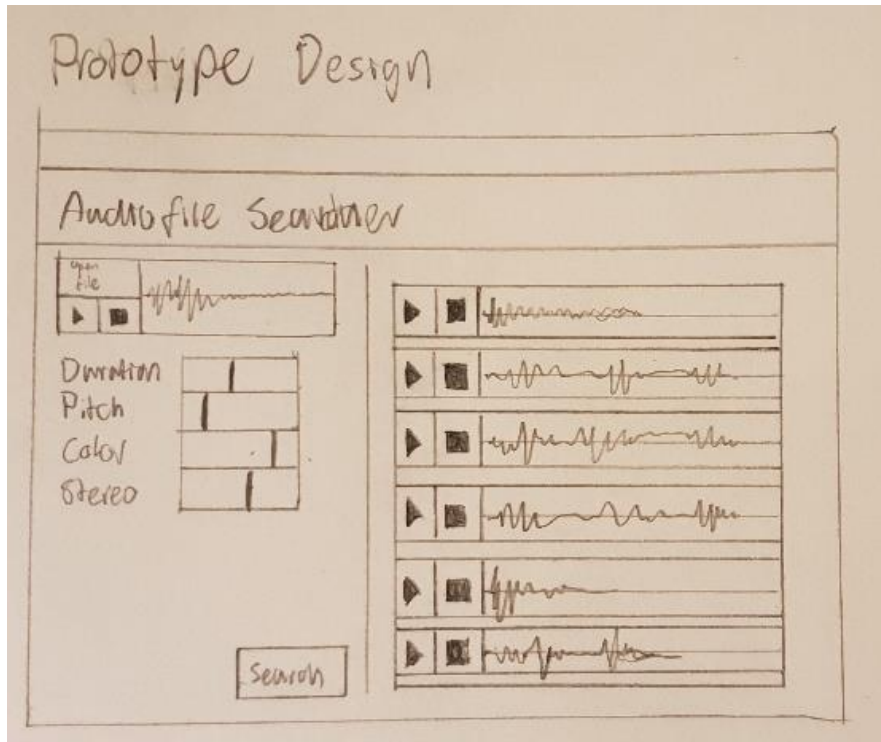 Prototype Design
Audiofile Searcher
open
file
Duration
Pitch
Color
Stereo
Search